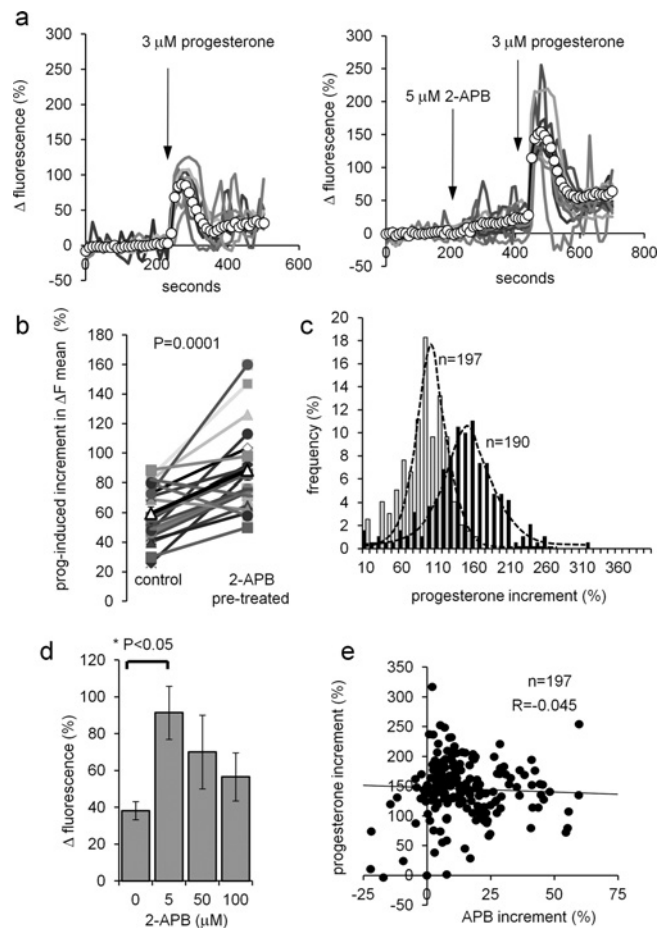 a
3 μM progesterone
Δ fluorescence (%)
300
250
200
150
100
50
0
-50
0
200
400
600
seconds
3 μM progesterone
5 μM 2-APB
Δ fluorescence (%)
300
250
200
150
100
50
0
-50
0
200
400
600
800
seconds
b
P=0.0001
prog-induced increment in ΔF mean (%)
180
160
140
120
100
80
60
40
20
0
control
2-APB
pre-treated
c
n=197
n=190
frequency (%)
20
18
16
14
12
10
8
6
4
2
0
10
60
110
160
210
260
310
360
progesterone increment (%)
d
* P<0.05
Δ fluorescence (%)
120
100
80
60
40
20
0
0
5
50
100
2-APB (μM)
e
n=197
R=-0.045
progesterone increment (%)
350
300
250
200
150
100
50
0
-50
-25
0
25
50
75
APB increment (%)